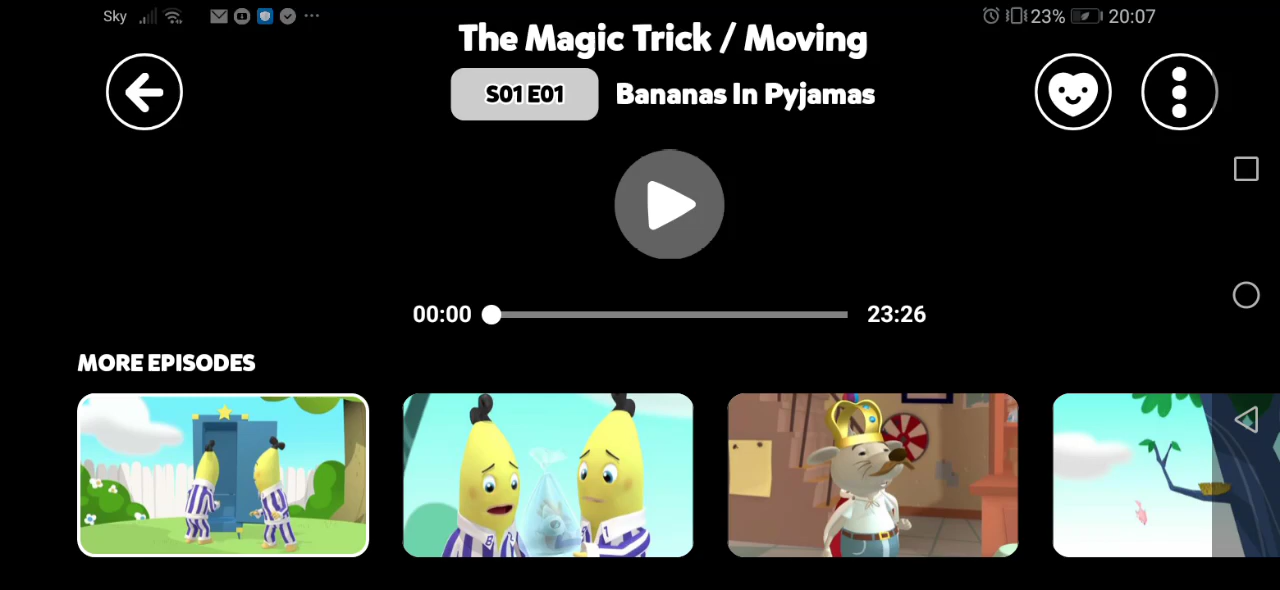 Sky
23%
20:07
The Magic Trick / Moving
S01 E01
Bananas In Pyjamas
00:00
23:26
MORE EPISODES